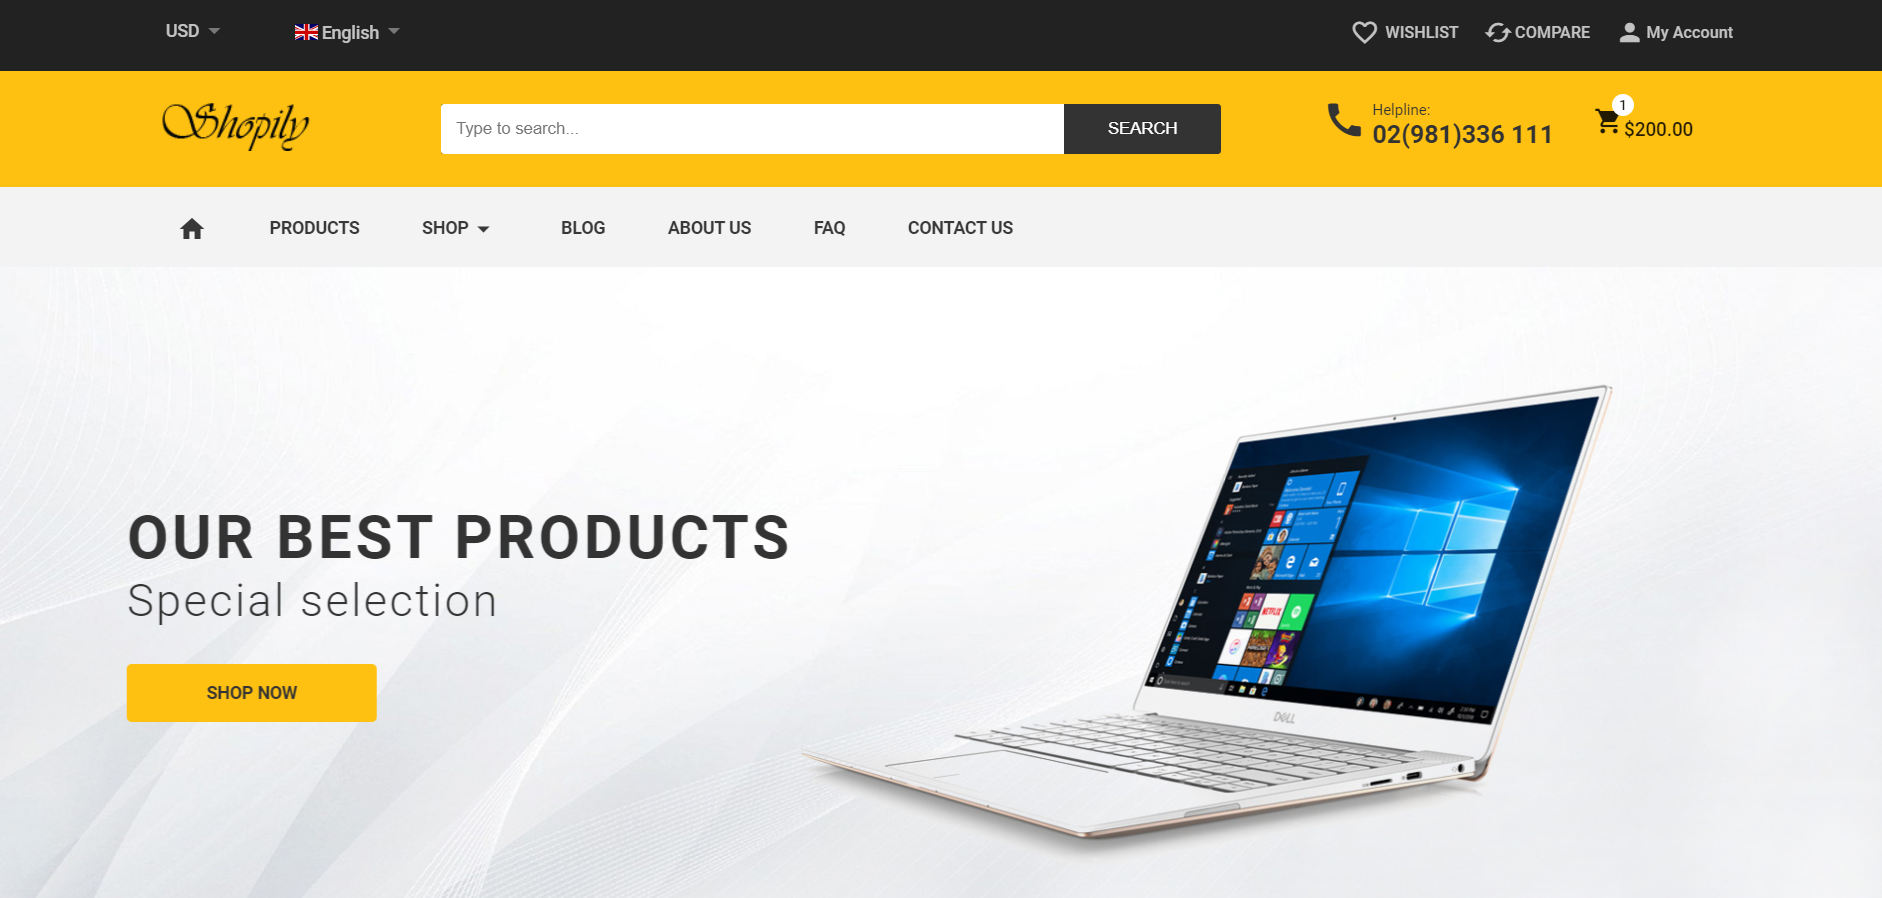 USD
English
WISHLIST
COMPARE
My Account
Shopily
Type to search...
SEARCH
Helpline:
02(981)336 111
1
$200.00
PRODUCTS
SHOP
BLOG
ABOUT US
FAQ
CONTACT US
OUR BEST PRODUCTS
Special selection
SHOP NOW
NETFLIX
DELL